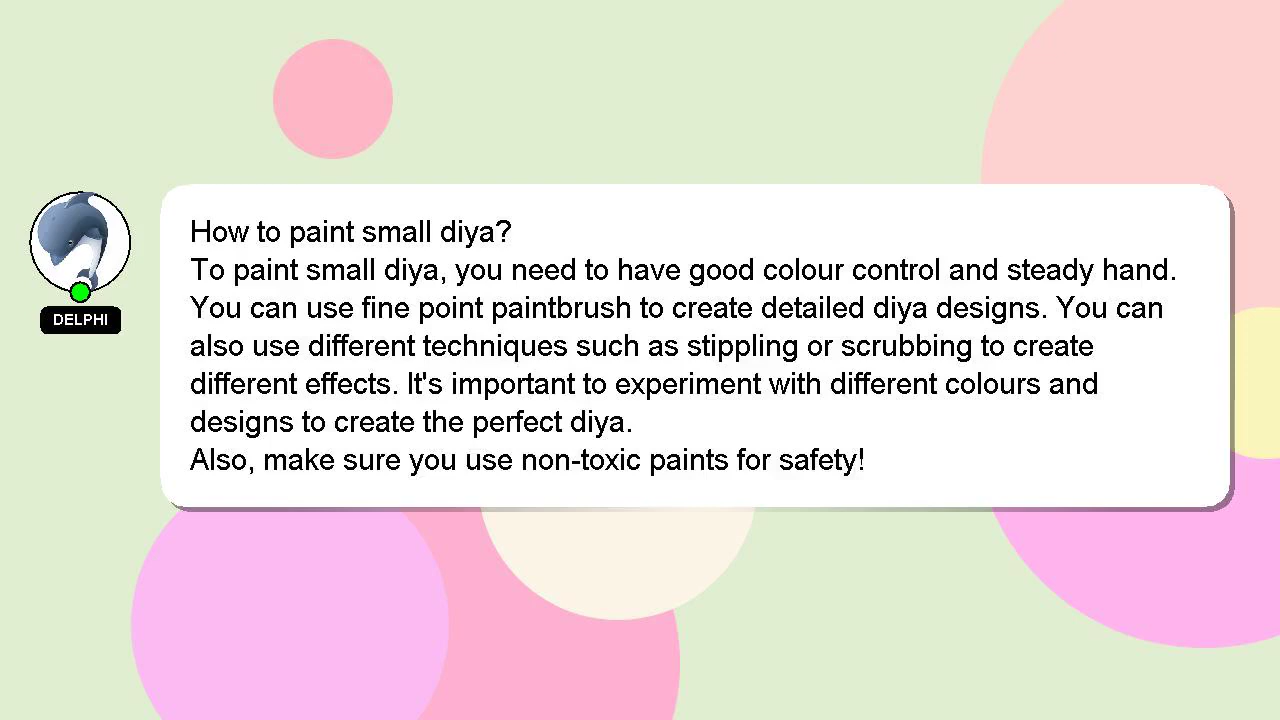 DELPHI
How to paint small diya?
To paint small diya, you need to have good colour control and steady hand.
You can use fine point paintbrush to create detailed diya designs. You can
also use different techniques such as stippling or scrubbing to create
different effects. It's important to experiment with different colours and
designs to create the perfect diya.
Also, make sure you use non-toxic paints for safety!